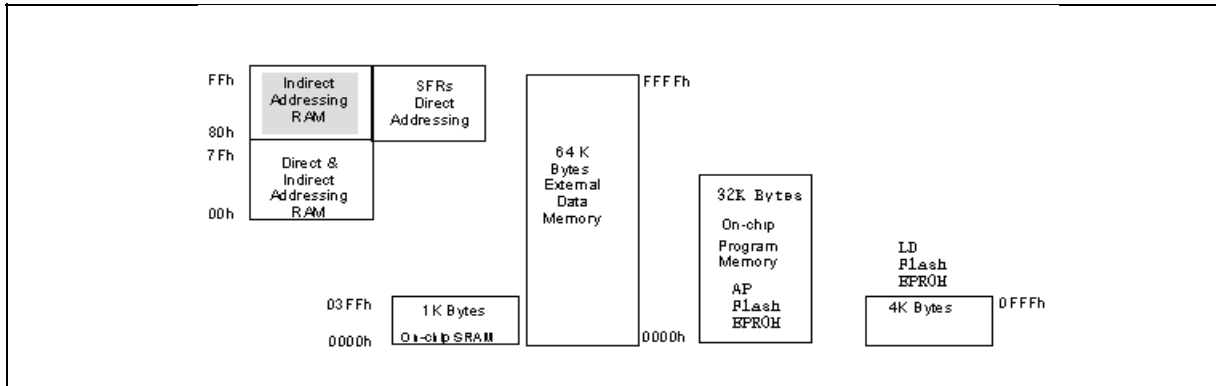 FFh
Indirect
Addressing
RAM
80h
SFRs
Direct
Addressing
7Fh
Direct &
Indirect
Addressing
RAM
00h
03FFh
1K Bytes
On-chip SRAM
0000h
FFFFh
64 K
Bytes
External
Data
Memory
0000h
32K Bytes
On-chip
Program
Memory
AP
Flash
EPROM
LD
Flash
EPROM
4K Bytes
0FFFh